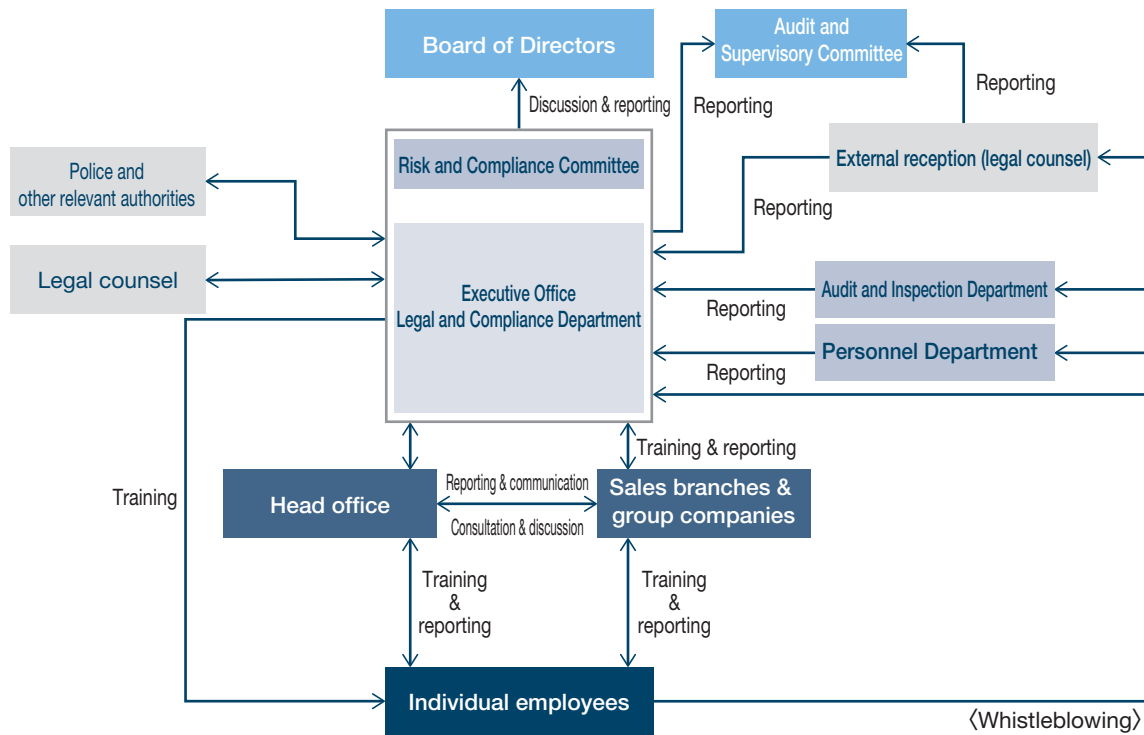 Board of Directors
Audit and
Supervisory Committee
Discussion & reporting
Reporting
Reporting
Risk and Compliance Committee
External reception (legal counsel)
Police and
other relevant authorities
Reporting
Legal counsel
Executive Office
Legal and Compliance Department
Audit and Inspection Department
Reporting
Personnel Department
Reporting
Training & reporting
Training
Head office
Reporting & communication
Consultation & discussion
Sales branches &
group companies
Training
&
reporting
Training
&
reporting
Individual employees
〈Whistleblowing〉